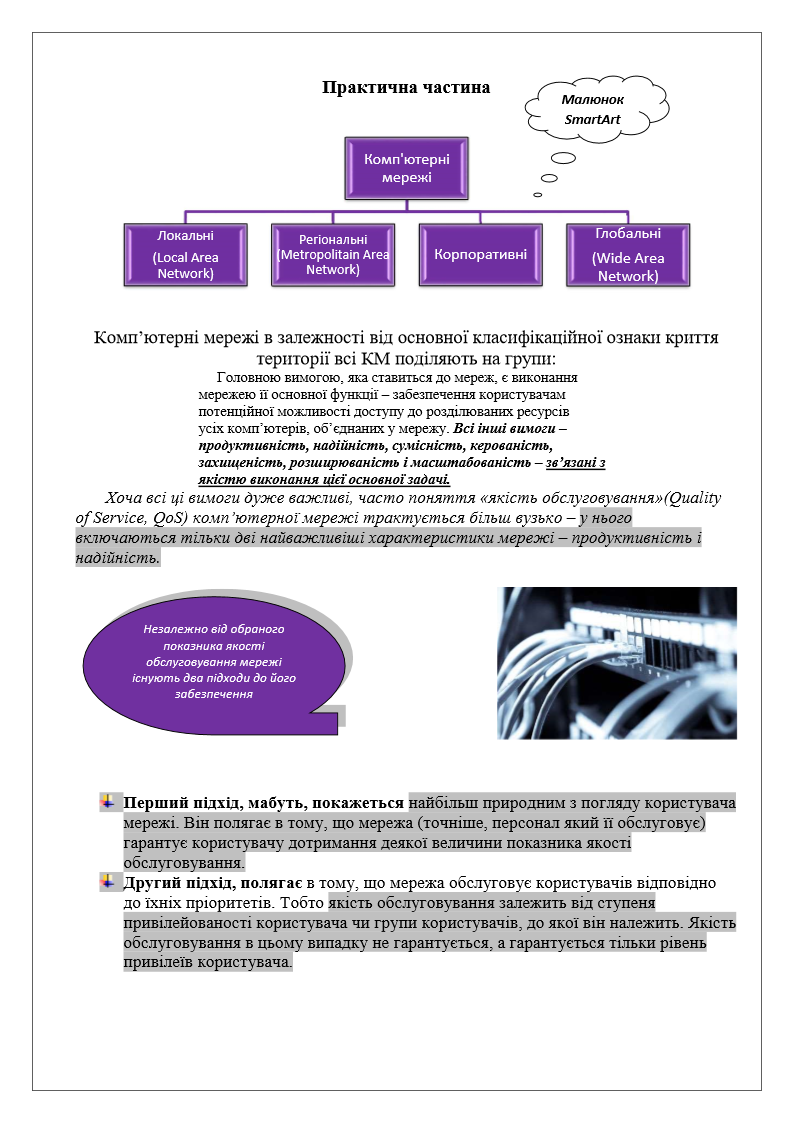 Практична частина
Малюнок
SmartArt
Комп'ютерні
мережі
Локальні
(Local Area
Network)
Регіональні
(Metropolitain Area
Network)
Корпоративні
Глобальні
(Wide Area
Network)
Комп’ютерні мережі в залежності від основної класифікаційної ознаки криття
території всі КМ поділяють на групи:
Головною вимогою, яка ставиться до мереж, є виконання
мережею її основної функції – забезпечення користувачам
потенційної можливості доступу до розділюваних ресурсів
усіх комп’ютерів, об’єднаних у мережу. Всі інші вимоги –
продуктивність, надійність, сумісність, керованість,
захищеність, розширюваність і масштабованість – зв’язані з
якістю виконання цієї основної задачі.
Хоча всі ці вимоги дуже важливі, часто поняття «якість обслуговування»(Quality
of Service, QoS) комп’ютерної мережі трактується більш вузько – у нього
включаються тільки дві найважливіші характеристики мережі – продуктивність і
надійність.
Незалежно від обраного
показника якості
обслуговування мережі
існують два підходи до його
забезпечення
Перший підхід, мабуть, покажеться найбільш природним з погляду користувача
мережі. Він полягає в тому, що мережа (точніше, персонал який її обслуговує)
гарантує користувачу дотримання деякої величини показника якості
обслуговування.
Другий підхід, полягає в тому, що мережа обслуговує користувачів відповідно
до їхніх пріоритетів. Тобто якість обслуговування залежить від ступеня
привілейованості користувача чи групи користувачів, до якої він належить. Якість
обслуговування в цьому випадку не гарантується, а гарантується тільки рівень
привілеїв користувача.